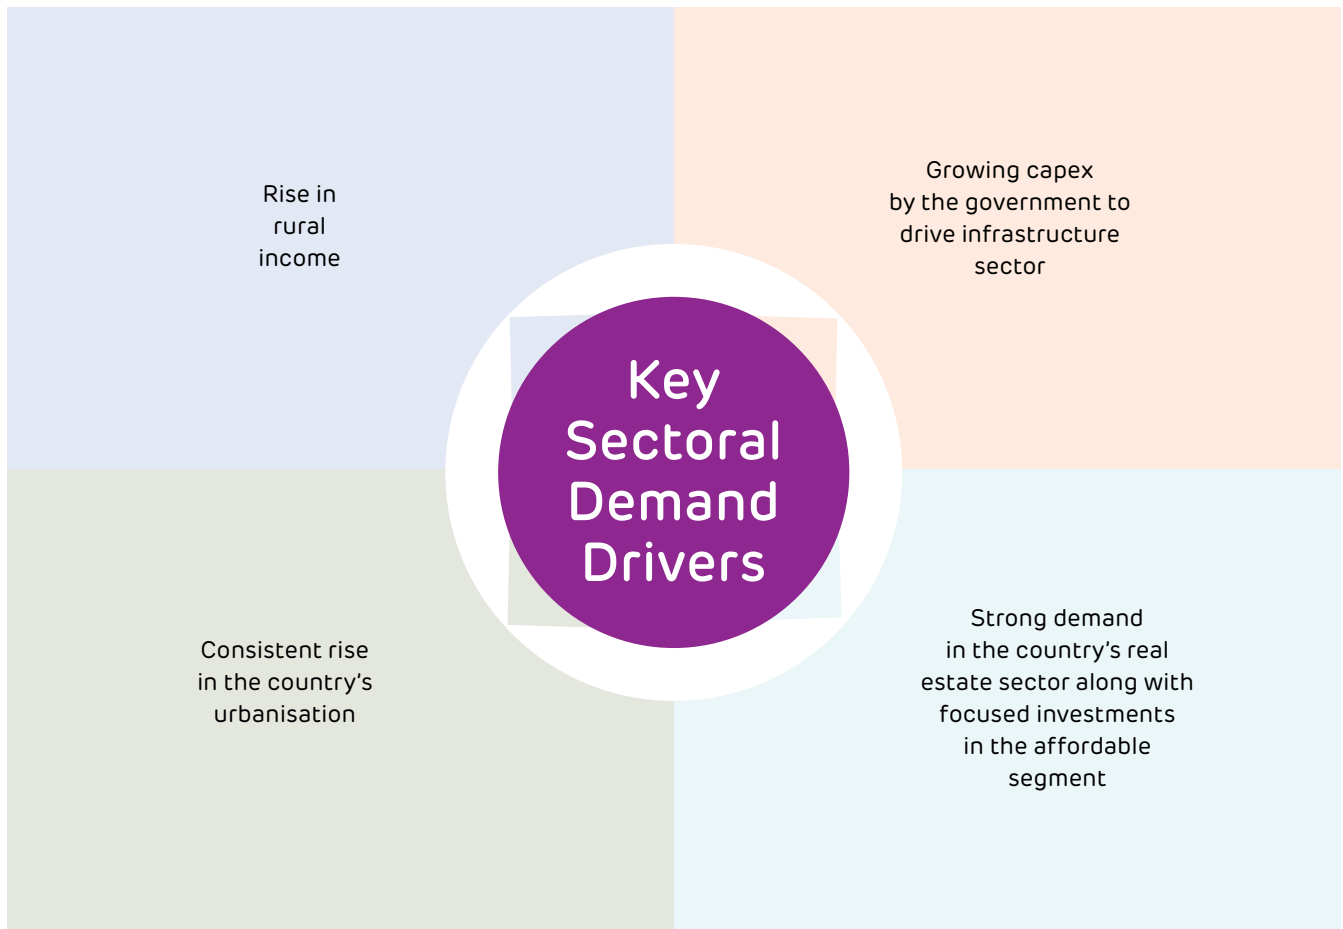 Rise in
rural
income
Growing capex
by the government to
drive infrastructure
sector
Key
Sectoral
Demand
Drivers
Consistent rise
in the country's
urbanisation
Strong demand
in the country's real
estate sector along with
focused investments
in the affordable
segment